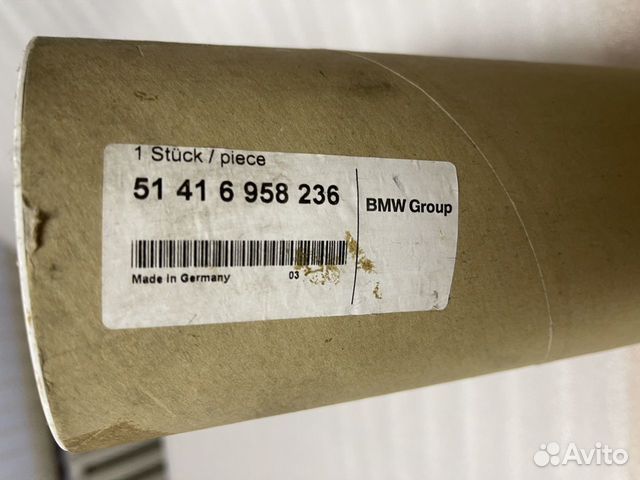 1 Stück / piece
51 41 6 958 236
BMW Group
Made in Germany 03
Avito